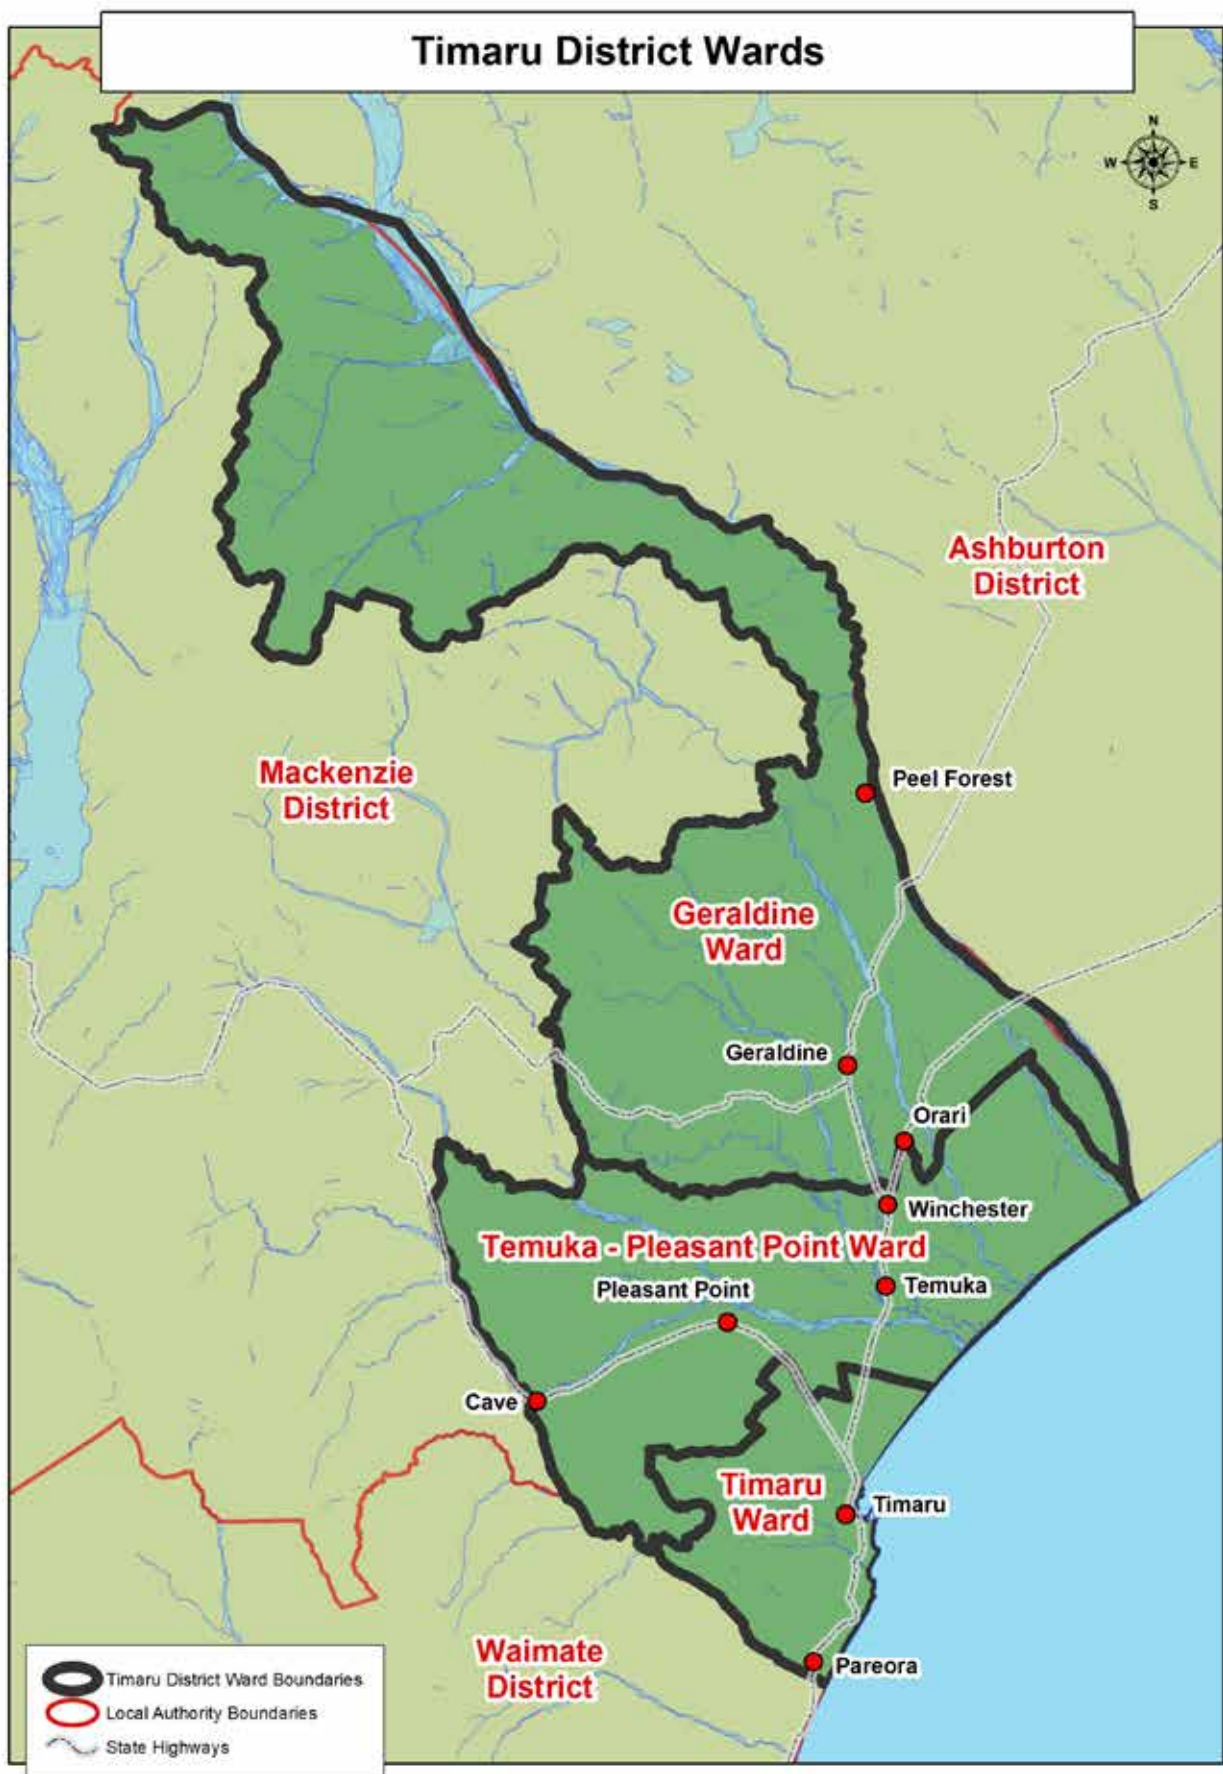 Timaru District Wards
N
W
E
S
Ashburton
District
Mackenzie
District
Peel Forest
Geraldine
Ward
Geraldine
Orari
Winchester
Temuka - Pleasant Point Ward
Temuka
Pleasant Point
Cave
Timaru
Ward
Timaru
Waimate
District
Pareora
Timaru District Ward Boundaries
Local Authority Boundaries
State Highways